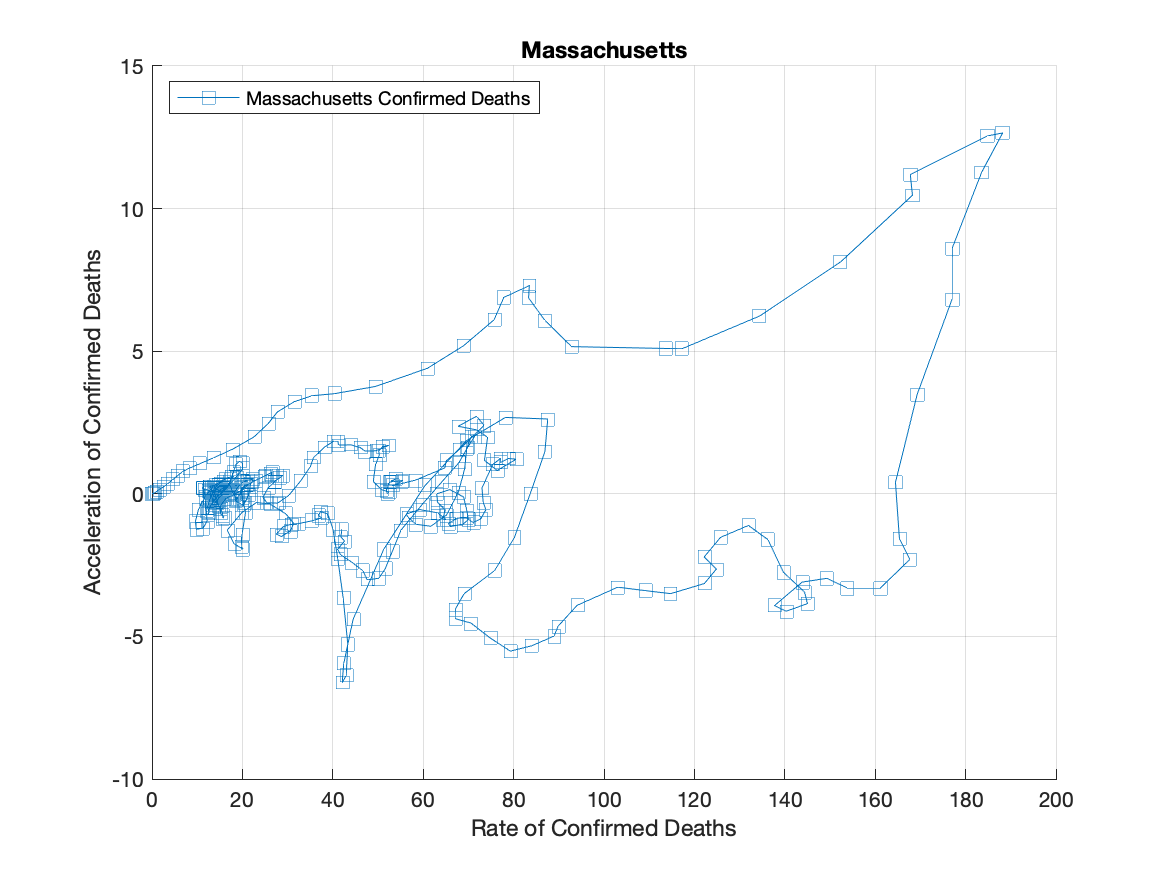 Massachusetts
Massachusetts Confirmed Deaths
15
10
5
0
-5
-10
Acceleration of Confirmed Deaths
0 20 40 60 80 100 120 140 160 180 200
Rate of Confirmed Deaths